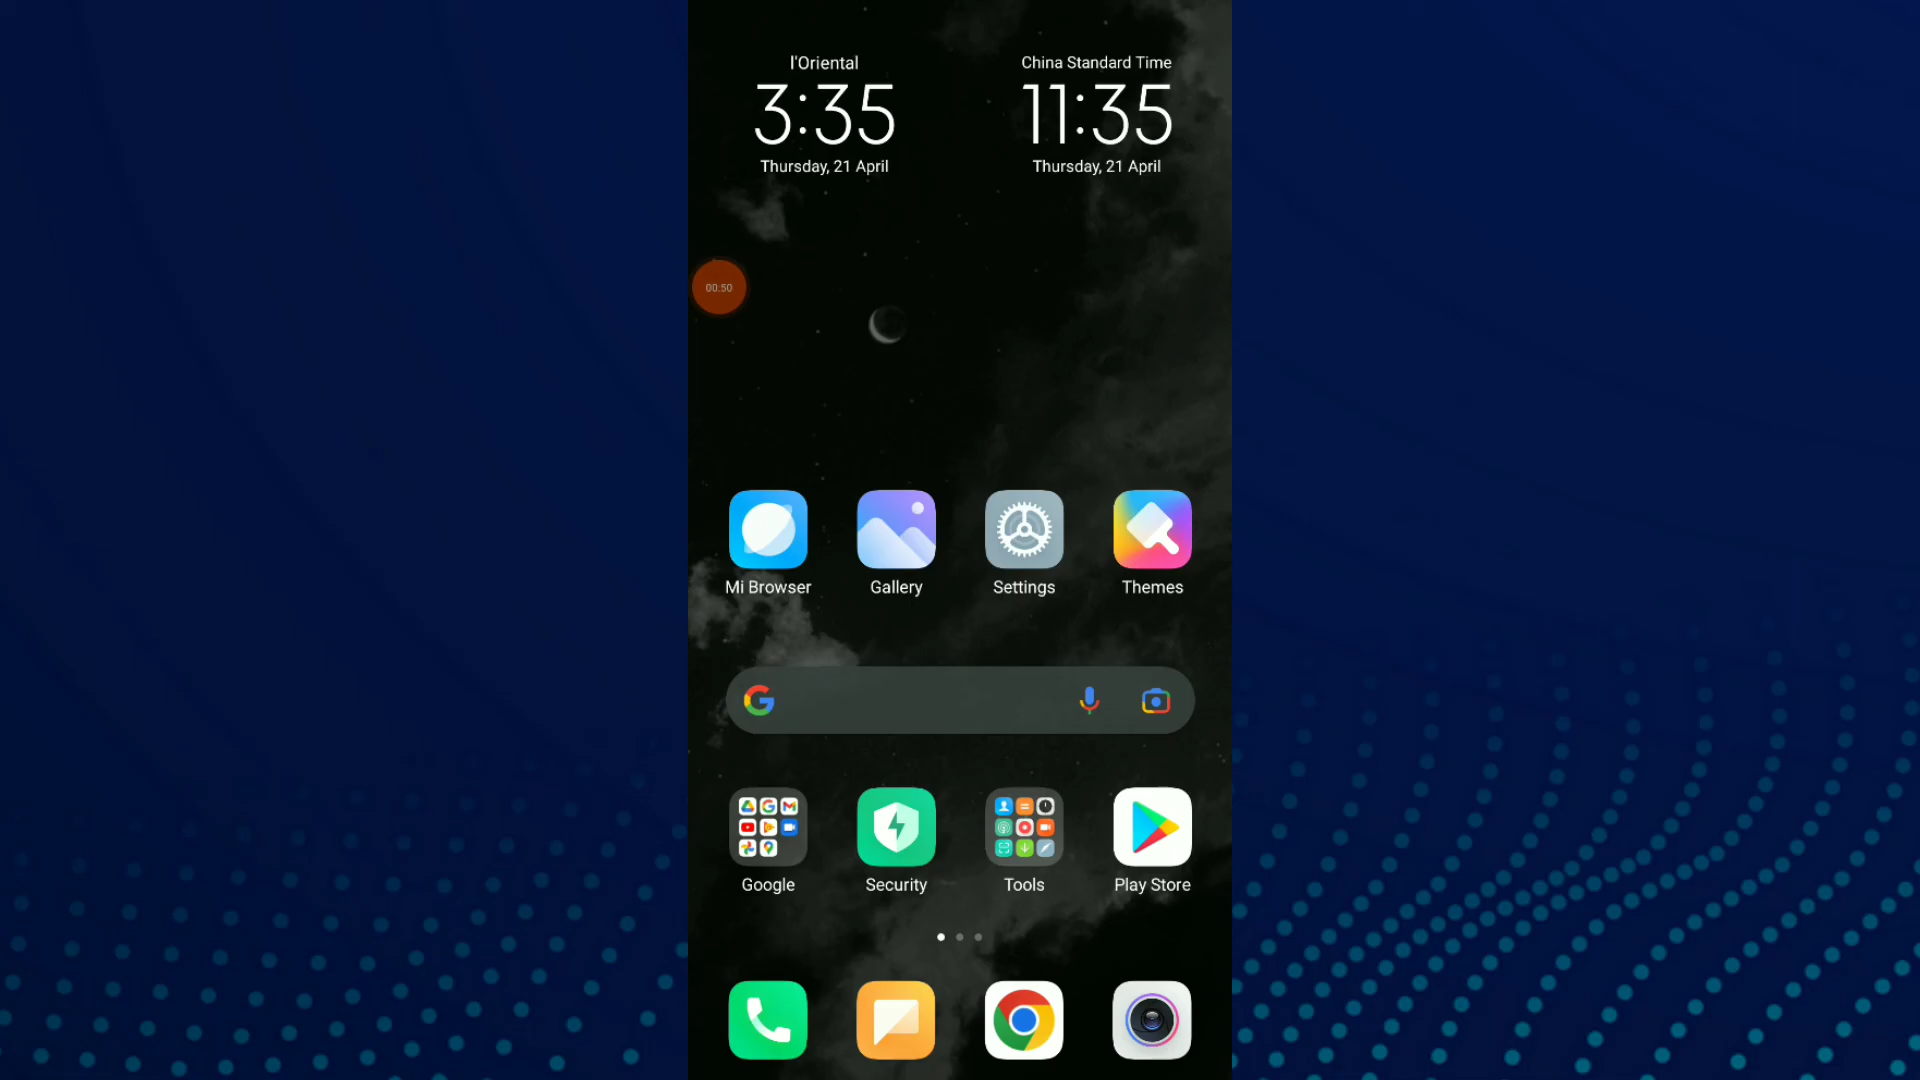 l'Oriental
3:35
Thursday, 21 April
China Standard Time
11:35
Thursday, 21 April
00:50
Mi Browser
Gallery
Settings
Themes
Google
Security
Tools
Play Store